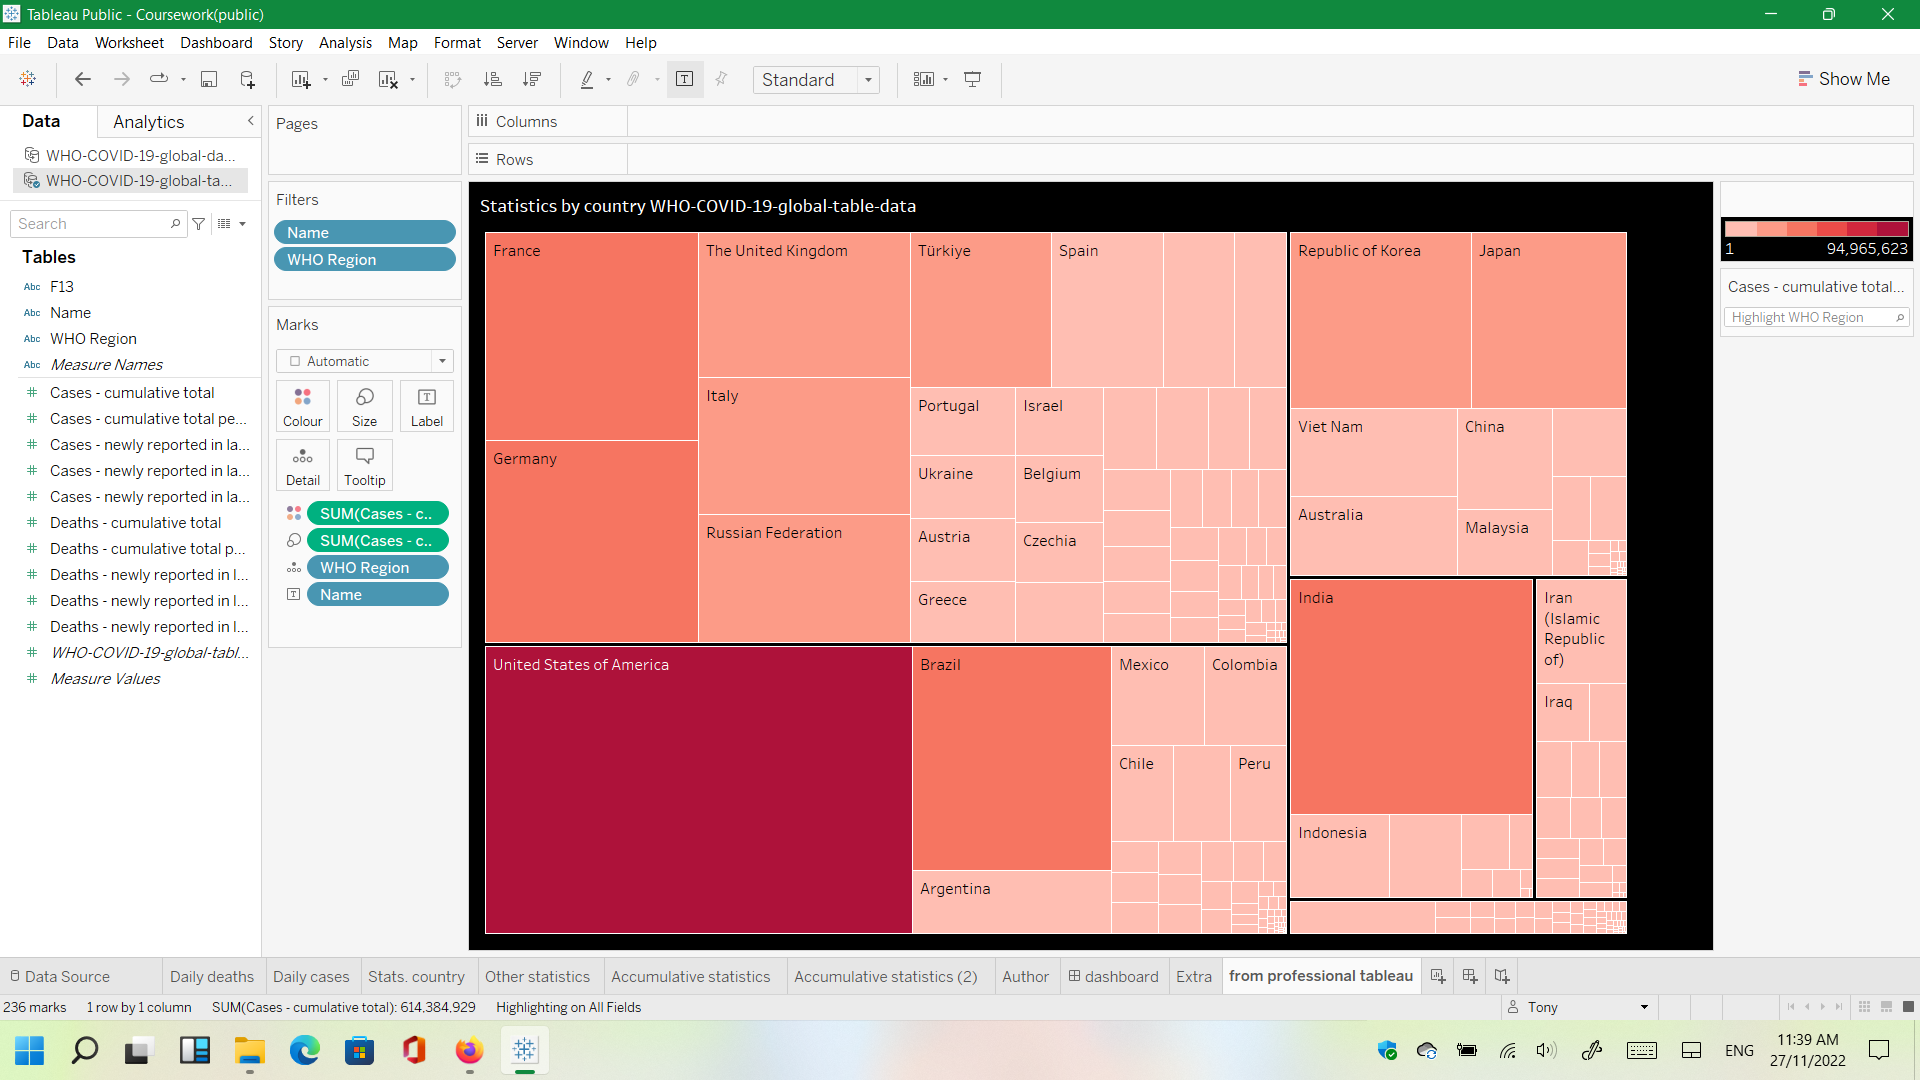 Tableau Public - Coursework(public)
File Data Worksheet Dashboard Story Analysis Map Format Server Window Help
Standard
Show Me
Data Analytics
WHO-COVID-19-global-da...
WHO-COVID-19-global-ta...
Search
Tables
Abc F13
Abc Name
Abc WHO Region
Abc Measure Names
# Cases - cumulative total
# Cases - cumulative total pe...
# Cases - newly reported in la...
# Cases - newly reported in la...
# Cases - newly reported in la...
# Deaths - cumulative total
# Deaths - cumulative total p...
# Deaths - newly reported in l...
# Deaths - newly reported in l...
# Deaths - newly reported in l...
# WHO-COVID-19-global-tabl...
# Measure Values
Pages
Filters
Name
WHO Region
Marks
Automatic
Colour Size Label
Detail Tooltip
SUM(Cases - c..
SUM(Cases - c..
WHO Region
Name
Columns
Rows
Statistics by country WHO-COVID-19-global-table-data
France
The United Kingdom
Türkiye
Spain
Italy
Portugal
Israel
Germany
Ukraine
Belgium
Russian Federation
Austria
Czechia
Greece
Republic of Korea
Japan
Viet Nam
China
Australia
Malaysia
United States of America
Brazil
Mexico
Colombia
Chile
Peru
Argentina
India
Iran
(Islamic
Republic
of)
Iraq
Indonesia
1 94,965,623
Cases - cumulative total...
Highlight WHO Region
Data Source Daily deaths Daily cases Stats. country Other statistics Accumulative statistics Accumulative statistics (2) Author dashboard Extra from professional tableau
236 marks 1 row by 1 column SUM(Cases - cumulative total): 614,384,929 Highlighting on All Fields Tony
ENG
11:39 AM
27/11/2022